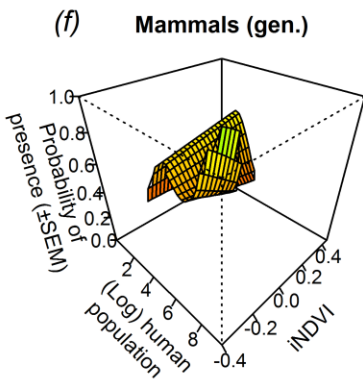 (f) Mammals (gen.)
Probability of
presence (±SEM)
1.0
0.8
0.6
0.4
0.2
0.0
2
4
6
8
(Log) human
population
-0.4
-0.2
0.0
0.2
0.4
iNDVI